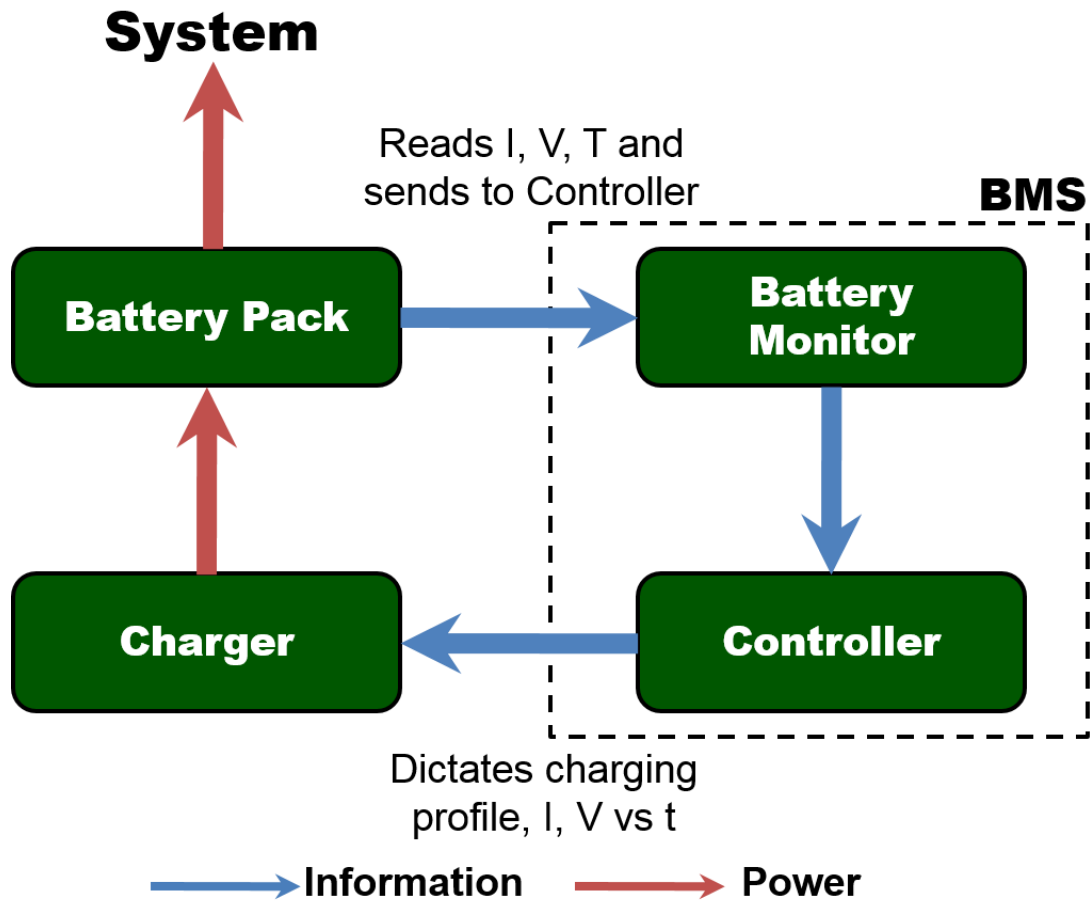 System
Reads I, V, T and
sends to Controller
BMS
Battery Pack
Battery
Monitor
Charger
Controller
Dictates charging
profile, I, V vs t
Information
Power